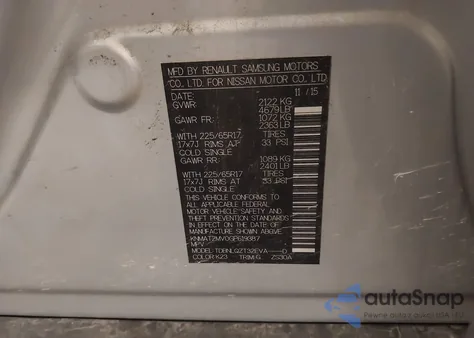 MFD BY RENAULT SAMSUNG MOTORS
CO. LTD. FOR NISSAN MOTOR CO., LTD.
DATE: 11 / 15
GVWR: 2122 KG
4679 LB
GAWR FR: 1072 KG
2363 LB
WITH 225/65R17 TIRES
17x7J RIMS AT 33 PSI
COLD SINGLE
GAWR RR: 1089 KG
2401 LB
WITH 225/65R17 TIRES
17x7J RIMS AT 33 PSI
COLD SINGLE
THIS VEHICLE CONFORMS TO ALL
APPLICABLE FEDERAL
MOTOR VEHICLE SAFETY AND
BUMPER STANDARDS IN EFFECT ON THE
DATE OF MANUFACTURE SHOWN ABOVE.
MPV
MODEL:
COLOR: KZ3 TRIM: G ZS30A
autoSnap